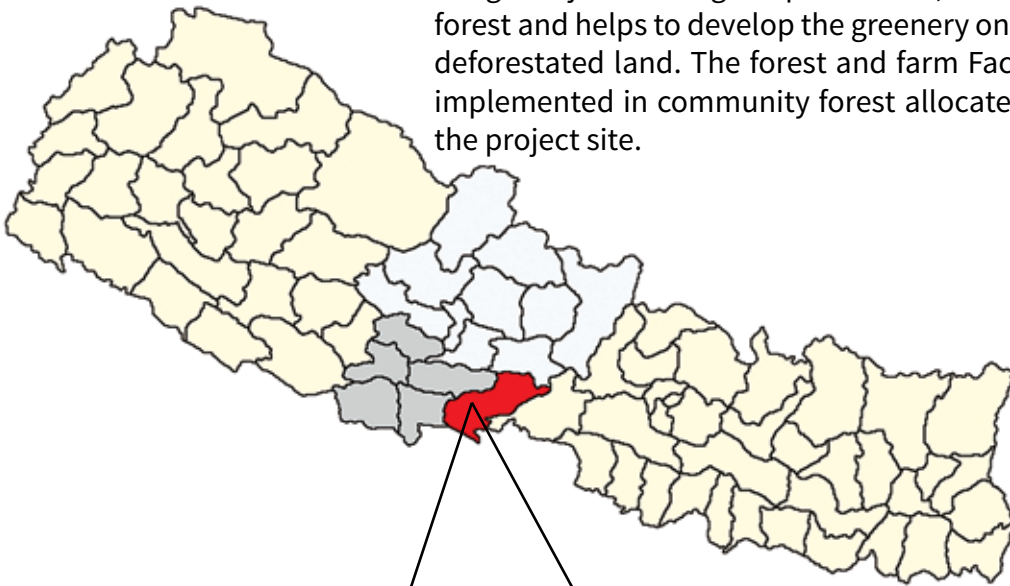 forest and helps to develop the greenery on
deforestated land. The forest and farm Fac
implemented in community forest allocate
the project site.